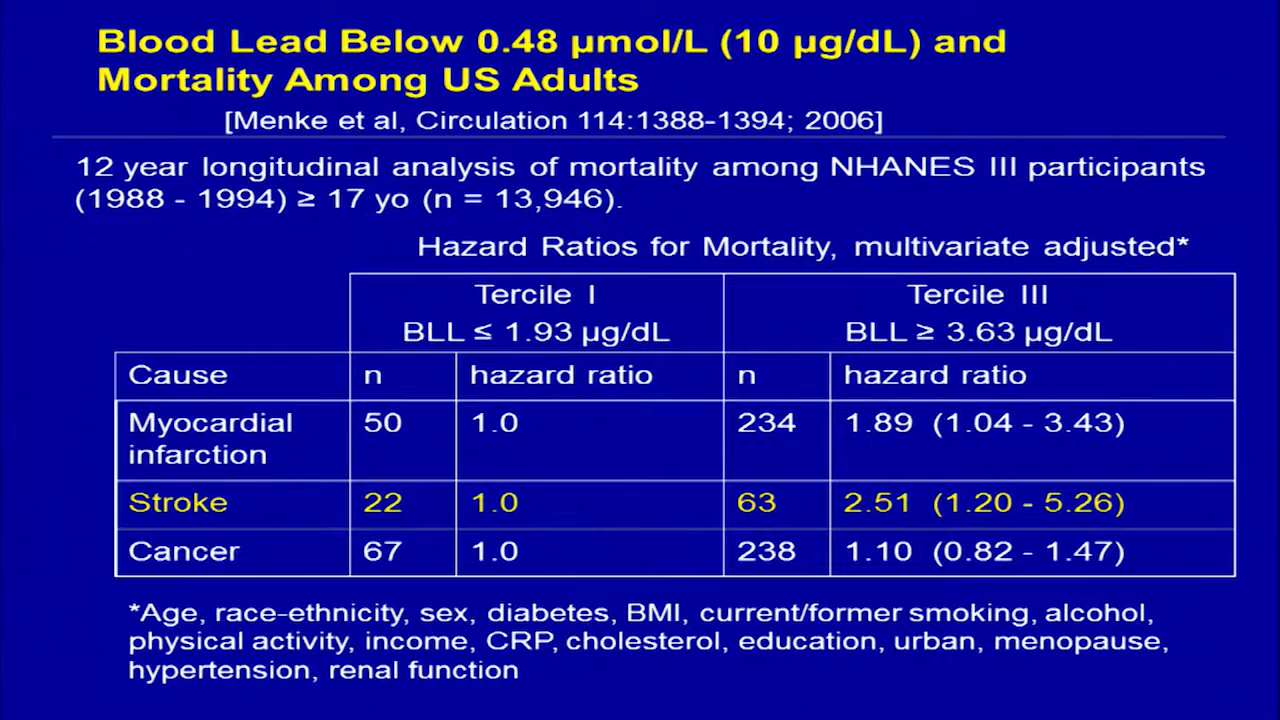 Blood Lead Below 0.48 µmol/L (10 µg/dL) and
Mortality Among US Adults
[Menke et al, Circulation 114:1388-1394; 2006]
12 year longitudinal analysis of mortality among NHANES III participants
(1988 - 1994) ≥ 17 yo (n = 13,946).
Hazard Ratios for Mortality, multivariate adjusted*
Tercile I Tercile III
BLL ≤ 1.93 µg/dL BLL ≥ 3.63 µg/dL
Cause n hazard ratio n hazard ratio
Myocardial 50 1.0 234 1.89 (1.04 - 3.43)
infarction
Stroke 22 1.0 63 2.51 (1.20 - 5.26)
Cancer 67 1.0 238 1.10 (0.82 - 1.47)
*Age, race-ethnicity, sex, diabetes, BMI, current/former smoking, alcohol,
physical activity, income, CRP, cholesterol, education, urban, menopause,
hypertension, renal function